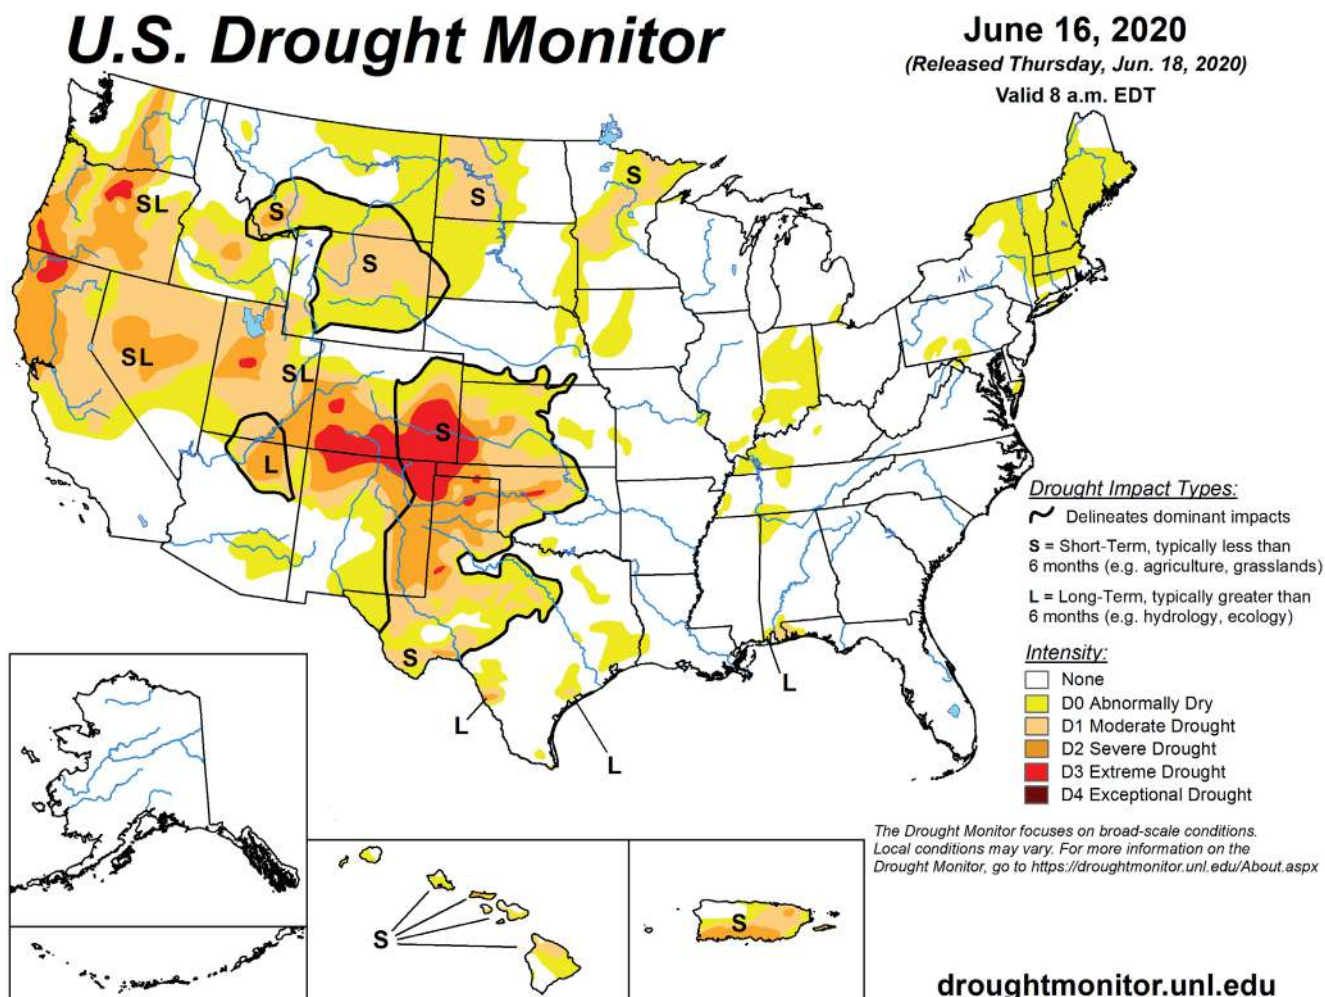 U.S. Drought Monitor
June 16, 2020
(Released Thursday, Jun. 18, 2020)
Valid 8 a.m. EDT
S
S
SL
S
S
SL
SL
S
L
S
L
L
L
Drought Impact Types:
Delineates dominant impacts
S = Short-Term, typically less than
6 months (e.g. agriculture, grasslands)
L = Long-Term, typically greater than
6 months (e.g. hydrology, ecology)
Intensity:
None
D0 Abnormally Dry
D1 Moderate Drought
D2 Severe Drought
D3 Extreme Drought
D4 Exceptional Drought
The Drought Monitor focuses on broad-scale conditions.
Local conditions may vary. For more information on the
Drought Monitor, go to https://droughtmonitor.unl.edu/About.aspx
S
S
droughtmonitor.unl.edu